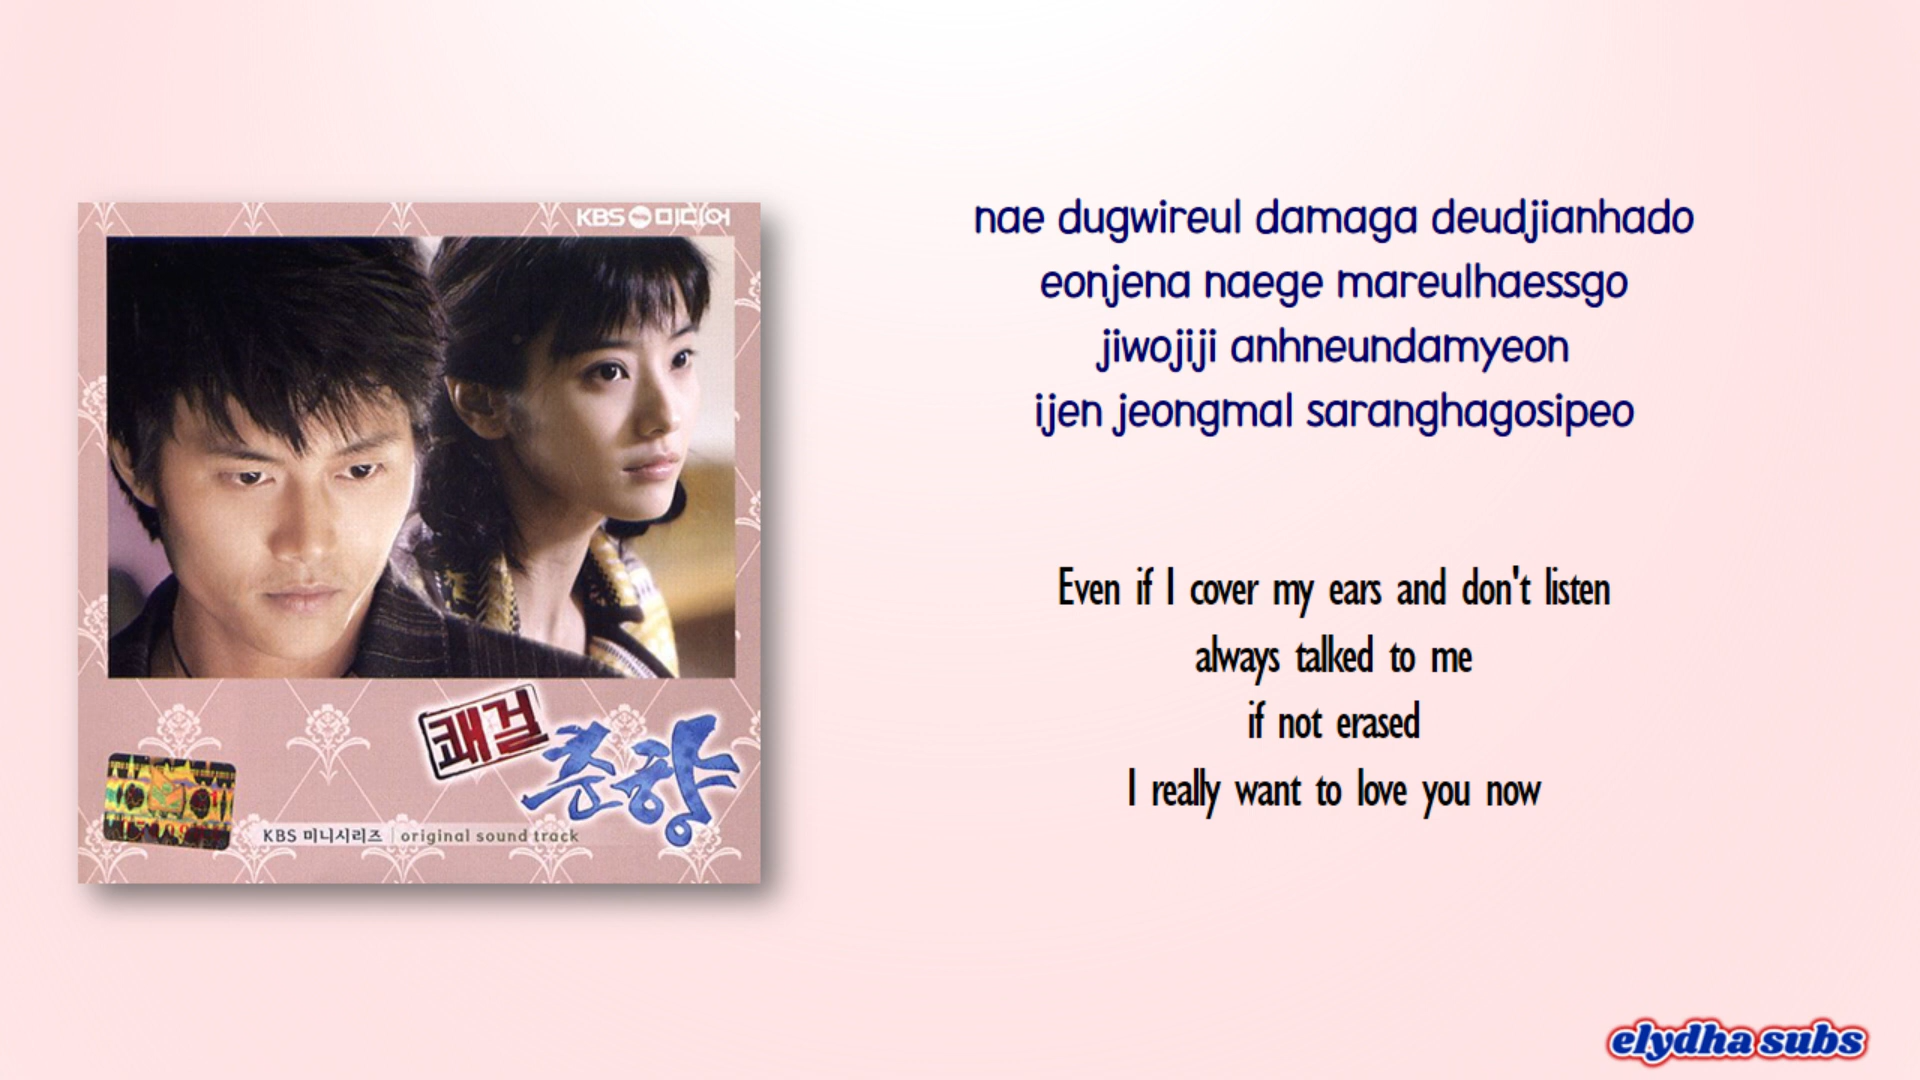 KBS 미디어
쾌걸
춘향
KBS 미니시리즈 | original sound track
nae dugwireul damaga deudjianhado
eonjena naege mareulhaessgo
jiwojiji anhneundamyeon
ijen jeongmal saranghagosipeo
Even if I cover my ears and don't listen
always talked to me
if not erased
I really want to love you now
elydha subs